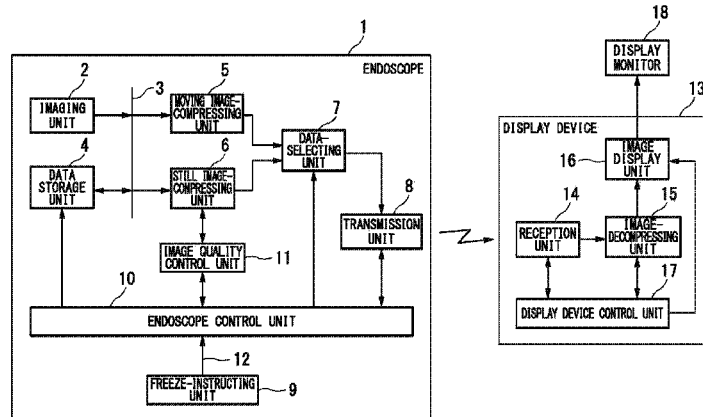 1
ENDOSCOPE
2
IMAGING
UNIT
3
5
MOVING IMAGE-
COMPRESSING
UNIT
4
DATA
STORAGE
UNIT
6
STILL IMAGE-
COMPRESSING
UNIT
7
DATA-
SELECTING
UNIT
8
TRANSMISSION
UNIT
IMAGE QUALITY
CONTROL UNIT
11
10
ENDOSCOPE CONTROL UNIT
12
FREEZE-INSTRUCTING
UNIT
9
18
DISPLAY
MONITOR
13
DISPLAY DEVICE
16
IMAGE
DISPLAY
UNIT
14
RECEPTION
UNIT
15
IMAGE-
DECOMPRESSING
UNIT
17
DISPLAY DEVICE CONTROL UNIT